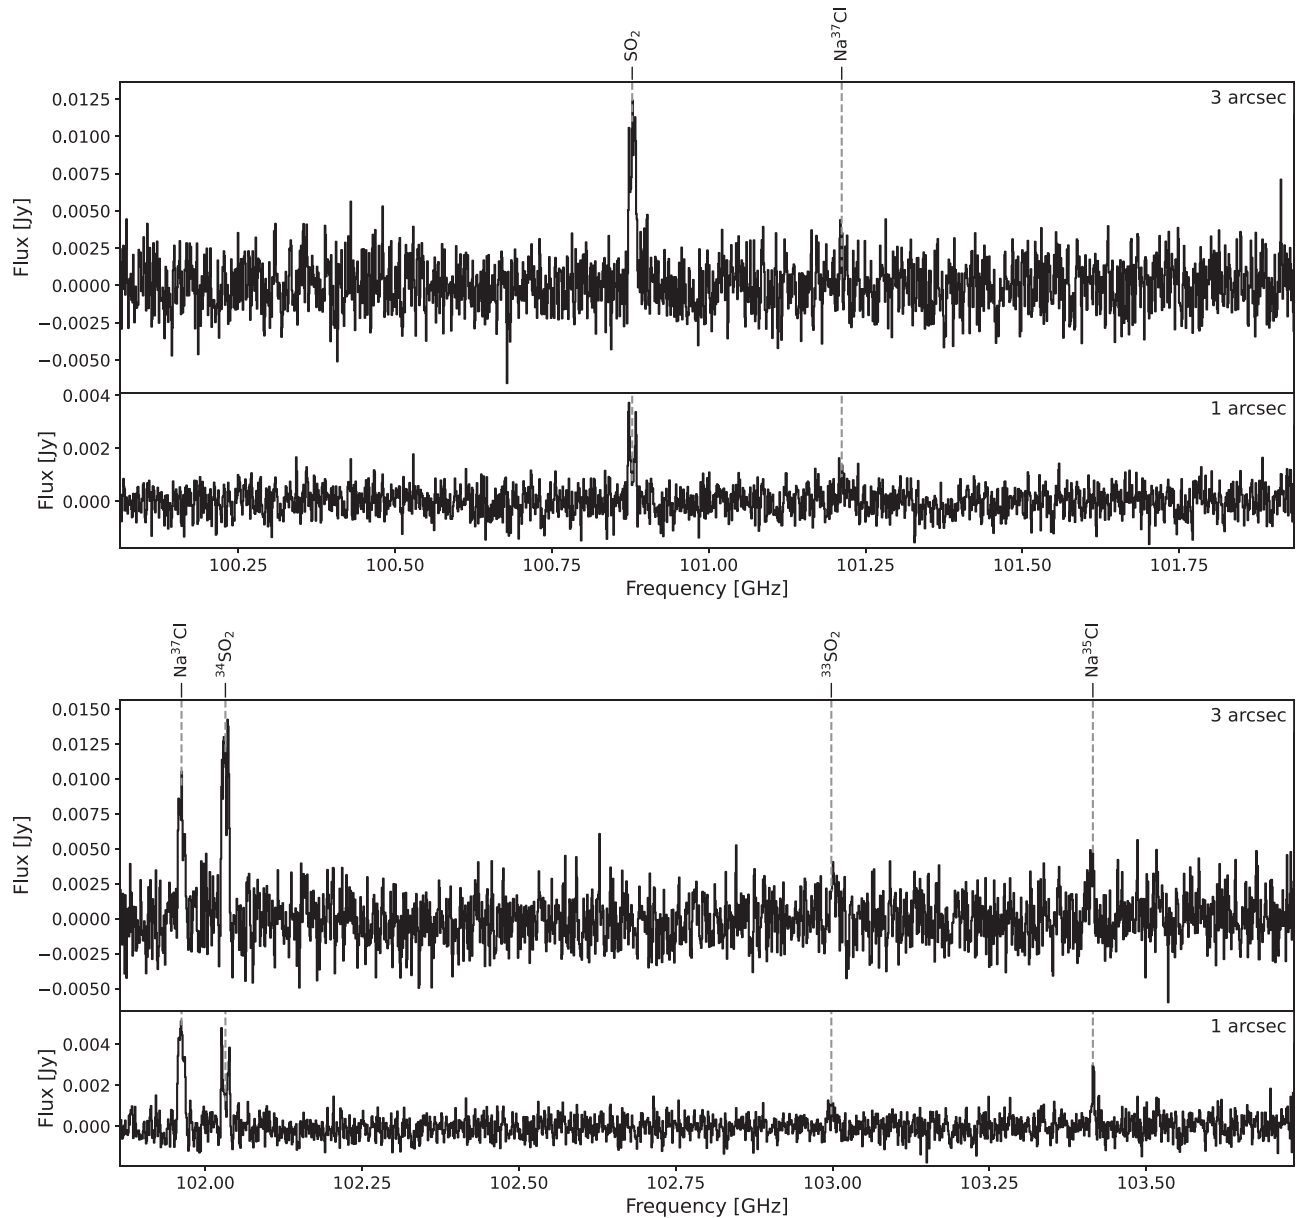 SO₂
Na³⁷Cl
3 arcsec
0.0125
0.0100
0.0075
0.0050
0.0025
0.0000
−0.0025
−0.0050
Flux [Jy]
1 arcsec
0.004
0.002
0.000
Flux [Jy]
100.25 100.50 100.75 101.00 101.25 101.50 101.75
Frequency [GHz]
Na³⁷Cl
³⁴SO₂
³³SO₂
Na³⁵Cl
3 arcsec
0.0150
0.0125
0.0100
0.0075
0.0050
0.0025
0.0000
−0.0025
−0.0050
Flux [Jy]
1 arcsec
0.004
0.002
0.000
Flux [Jy]
102.00 102.25 102.50 102.75 103.00 103.25 103.50
Frequency [GHz]